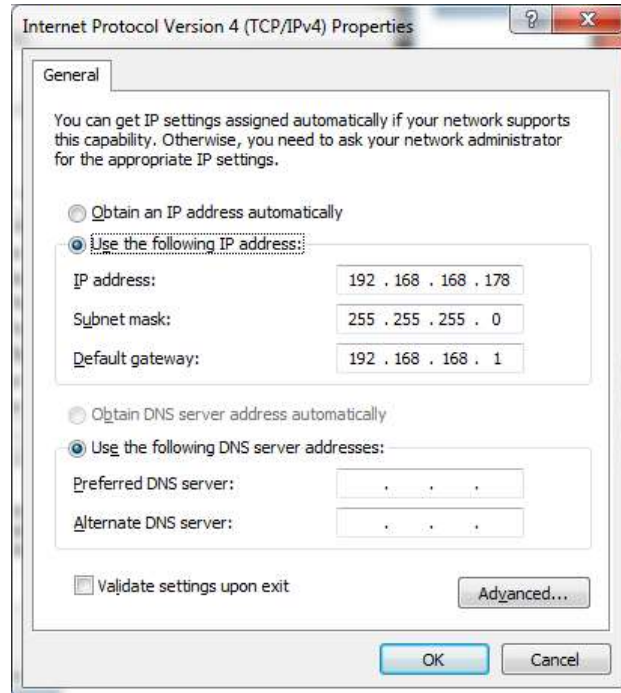 Internet Protocol Version 4 (TCP/IPv4) Properties
General
You can get IP settings assigned automatically if your network supports
this capability. Otherwise, you need to ask your network administrator
for the appropriate IP settings.
Obtain an IP address automatically
Use the following IP address:
IP address: 192 . 168 . 168 . 178
Subnet mask: 255 . 255 . 255 . 0
Default gateway: 192 . 168 . 168 . 1
Obtain DNS server address automatically
Use the following DNS server addresses:
Preferred DNS server: . . .
Alternate DNS server: . . .
Validate settings upon exit
Advanced...
OK Cancel